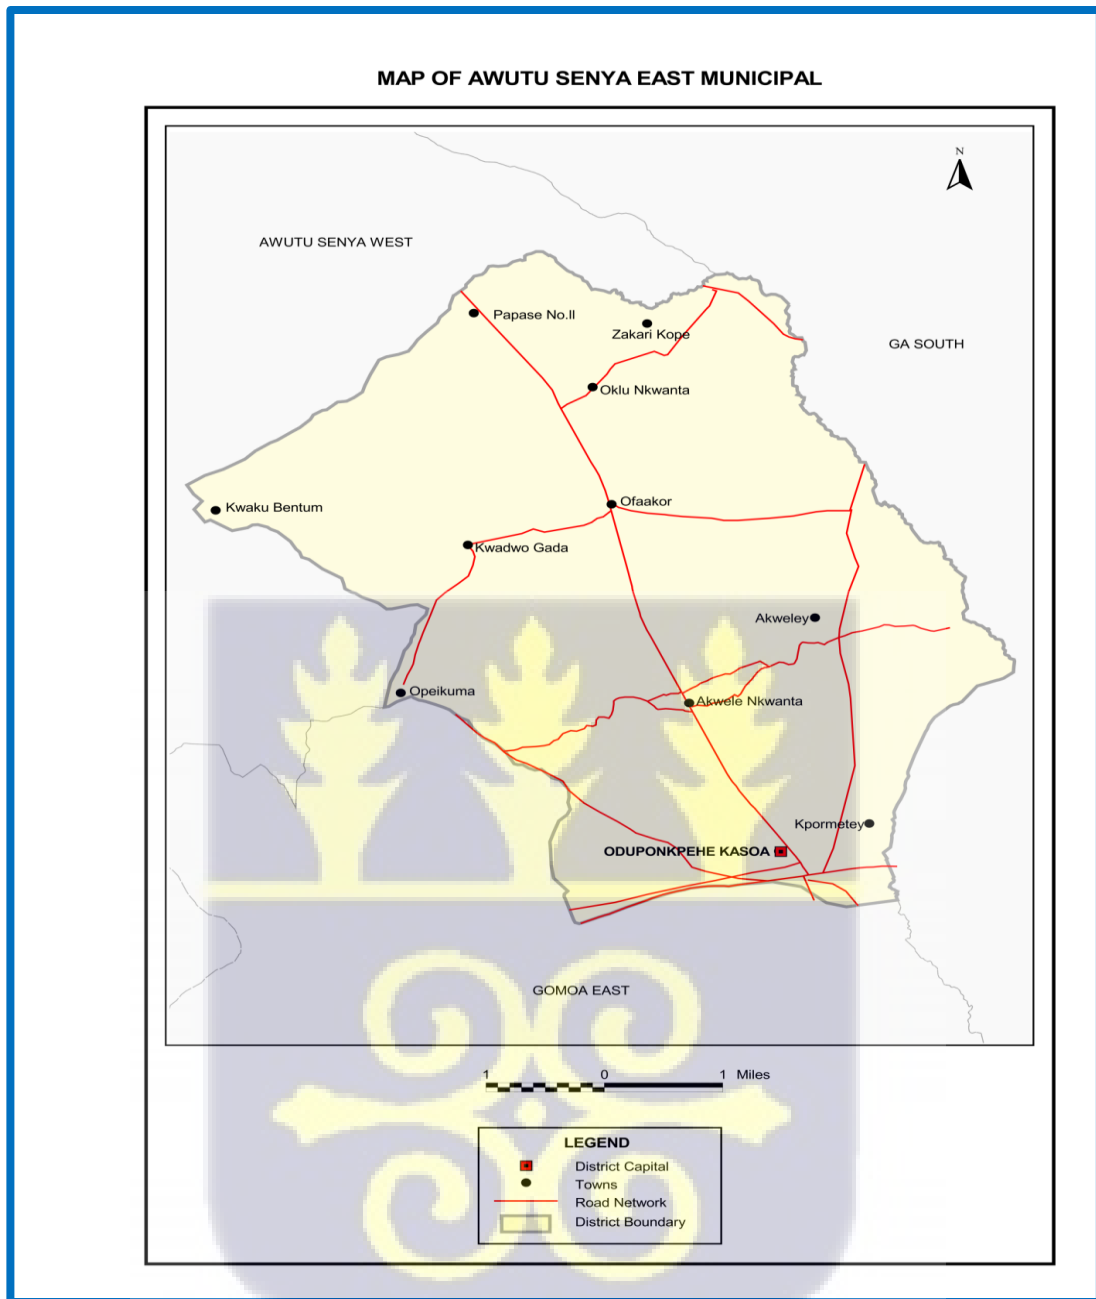 MAP OF AWUTU SENYA EAST MUNICIPAL
N
AWUTU SENYA WEST
Papase No.II
Zakari Kope
GA SOUTH
Oklu Nkwanta
Ofaakor
Kwaku Bentum
Kwadwo Gada
Akweley
Opeikuma
Akwele Nkwanta
Kpormetey
ODUPONKPEHE KASOA
GOMOA EAST
1 0 1 Miles
LEGEND
District Capital
Towns
Road Network
District Boundary